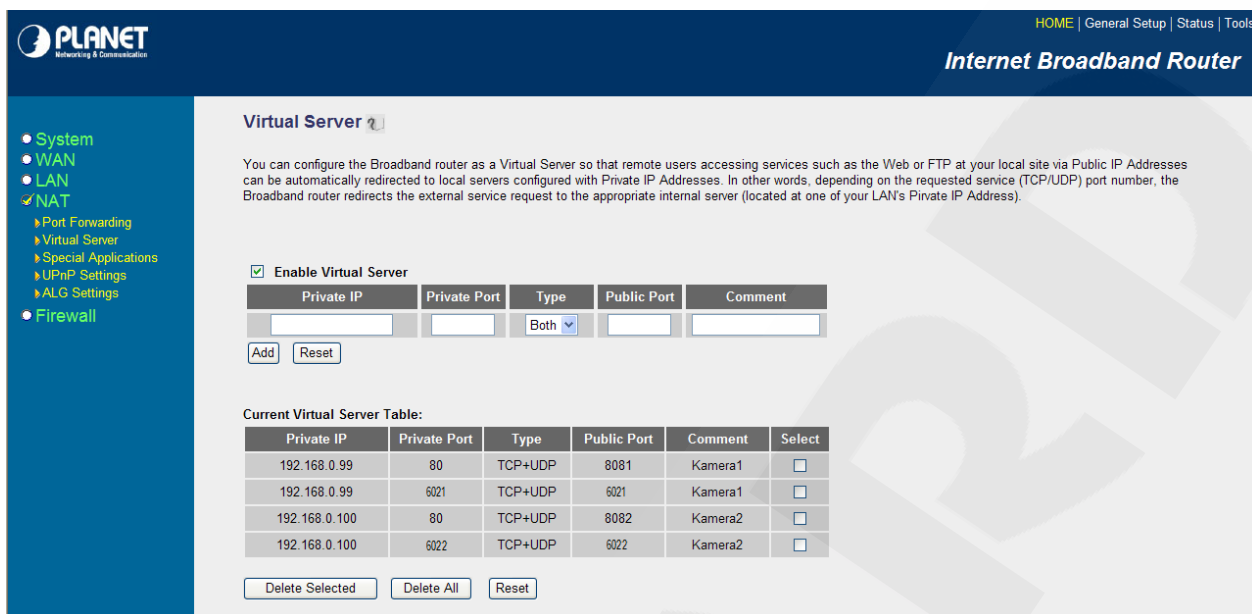 PLANET
Networking & Communication
HOME | General Setup | Status | Tools
Internet Broadband Router
System
WAN
LAN
NAT
Port Forwarding
Virtual Server
Special Applications
UPnP Settings
ALG Settings
Firewall
Virtual Server
You can configure the Broadband router as a Virtual Server so that remote users accessing services such as the Web or FTP at your local site via Public IP Addresses
can be automatically redirected to local servers configured with Private IP Addresses. In other words, depending on the requested service (TCP/UDP) port number, the
Broadband router redirects the external service request to the appropriate internal server (located at one of your LAN's Pirivate IP Address).
Enable Virtual Server
Private IP Private Port Type Public Port Comment
Both
Add Reset
Current Virtual Server Table:
Private IP Private Port Type Public Port Comment Select
192.168.0.99 80 TCP+UDP 8081 Kamera1
192.168.0.99 6021 TCP+UDP 6021 Kamera1
192.168.0.100 80 TCP+UDP 8082 Kamera2
192.168.0.100 6022 TCP+UDP 6022 Kamera2
Delete Selected Delete All Reset